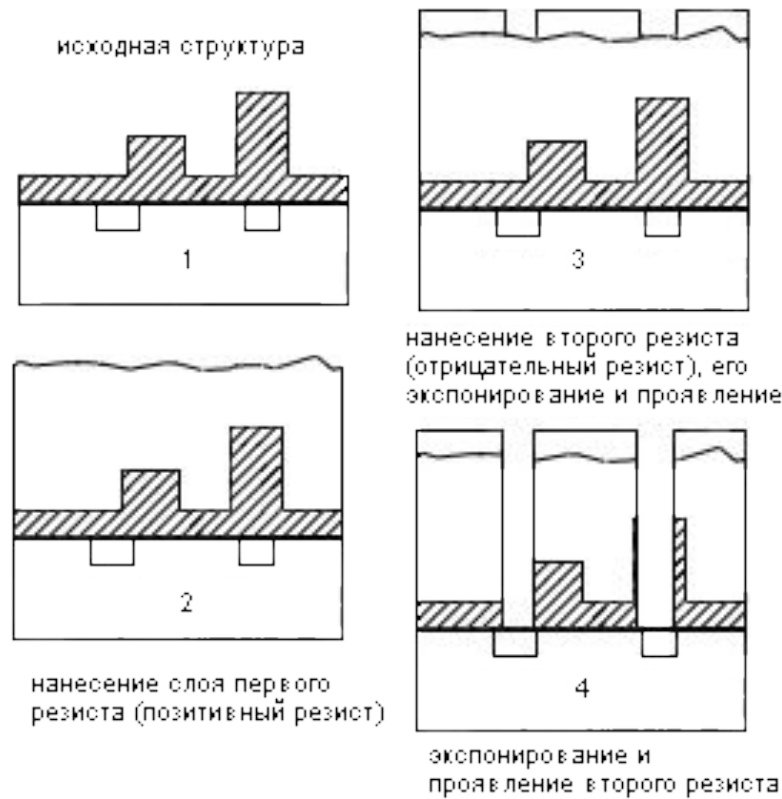 исходная структура
1
2
нанесение слоя первого
резиста (позитивный резист)
3
нанесение второго резиста
(отрицательный резист), его
экспонирование и проявление
4
экспонирование и
проявление второго резиста